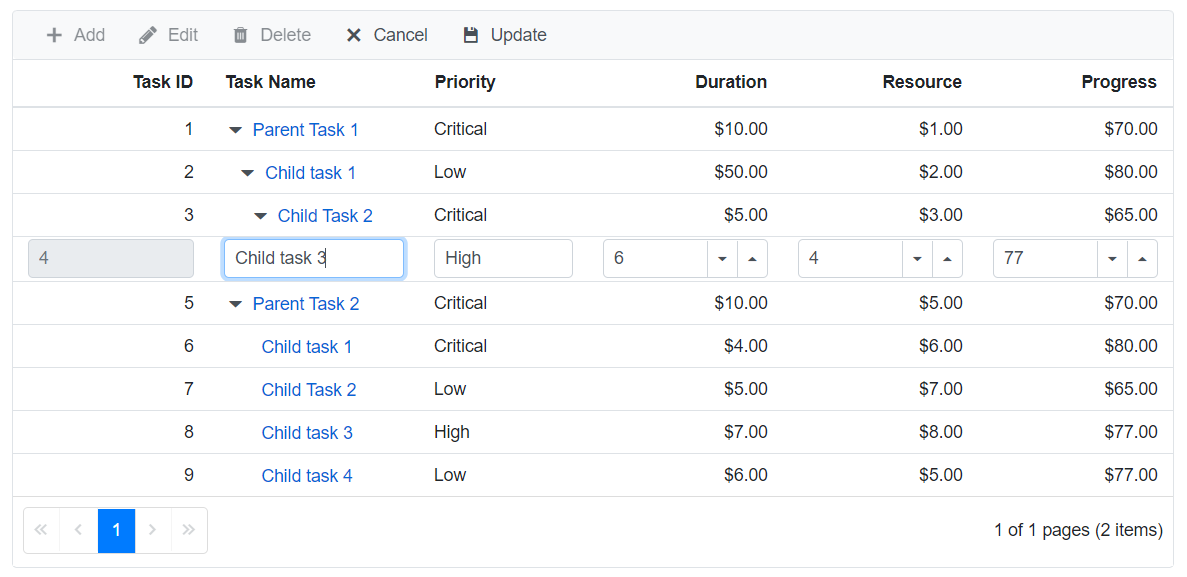 Add Edit Delete Cancel Update
Task ID Task Name Priority Duration Resource Progress
1 Parent Task 1 Critical $10.00 $1.00 $70.00
2 Child task 1 Low $50.00 $2.00 $80.00
3 Child Task 2 Critical $5.00 $3.00 $65.00
4 Child task 3 High 6 4 77
5 Parent Task 2 Critical $10.00 $5.00 $70.00
6 Child task 1 Critical $4.00 $6.00 $80.00
7 Child Task 2 Low $5.00 $7.00 $65.00
8 Child task 3 High $7.00 $8.00 $77.00
9 Child task 4 Low $6.00 $5.00 $77.00
1 1 of 1 pages (2 items)